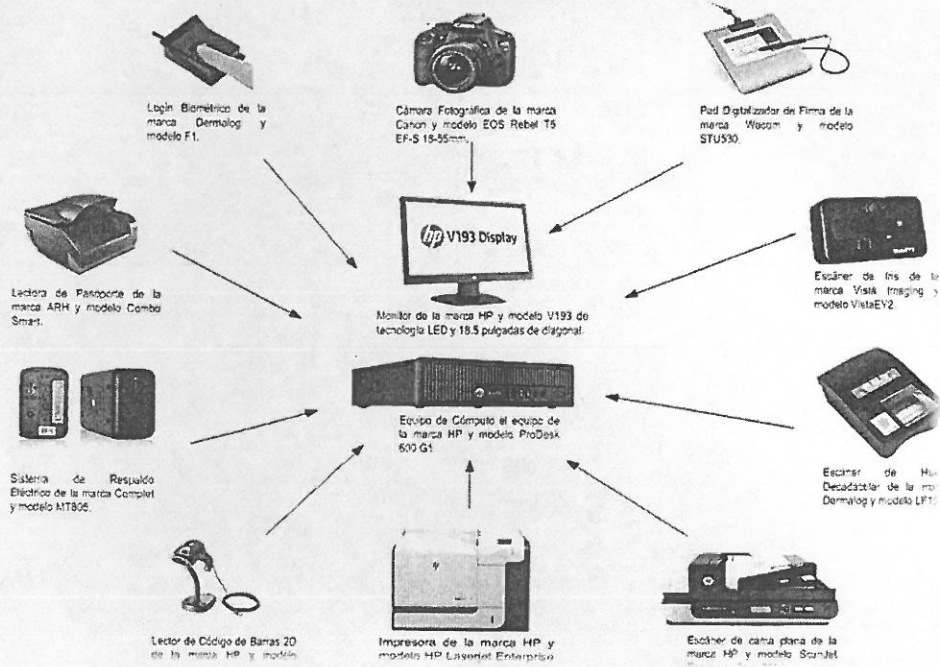 Login Biométrico de la
marca Dermalog y
modelo F1.
Cámara Fotográfica de la marca
Canon y modelo EOS Rebel T5
EF-S 18-55mm.
Pad Digitalizador de Firma de la
marca Wacom y modelo
STU530.
hp V193 Display
Lectora de Pasaporte de la
marca ARH y modelo Combo
Smart.
Monitor de la marca HP y modelo V193 de
tecnología LED y 18.5 pulgadas de diagonal.
Escáner de Iris de la
marca Vista Imaging y
modelo VistaEY2.
Equipo de Cómputo el equipo de
la marca HP y modelo ProDesk
600 G1
Sistema de Respaldo
Eléctrico de la marca Complet
y modelo MT805.
Escáner de
Decadactilar de la
Dermalog y modelo
Lector de Código de Barras 2D
de la marca HP y modelo
Impresora de la marca HP y
modelo HP Laserjet Enterprise
Escáner de cama plana de la
marca HP y modelo ScanJet